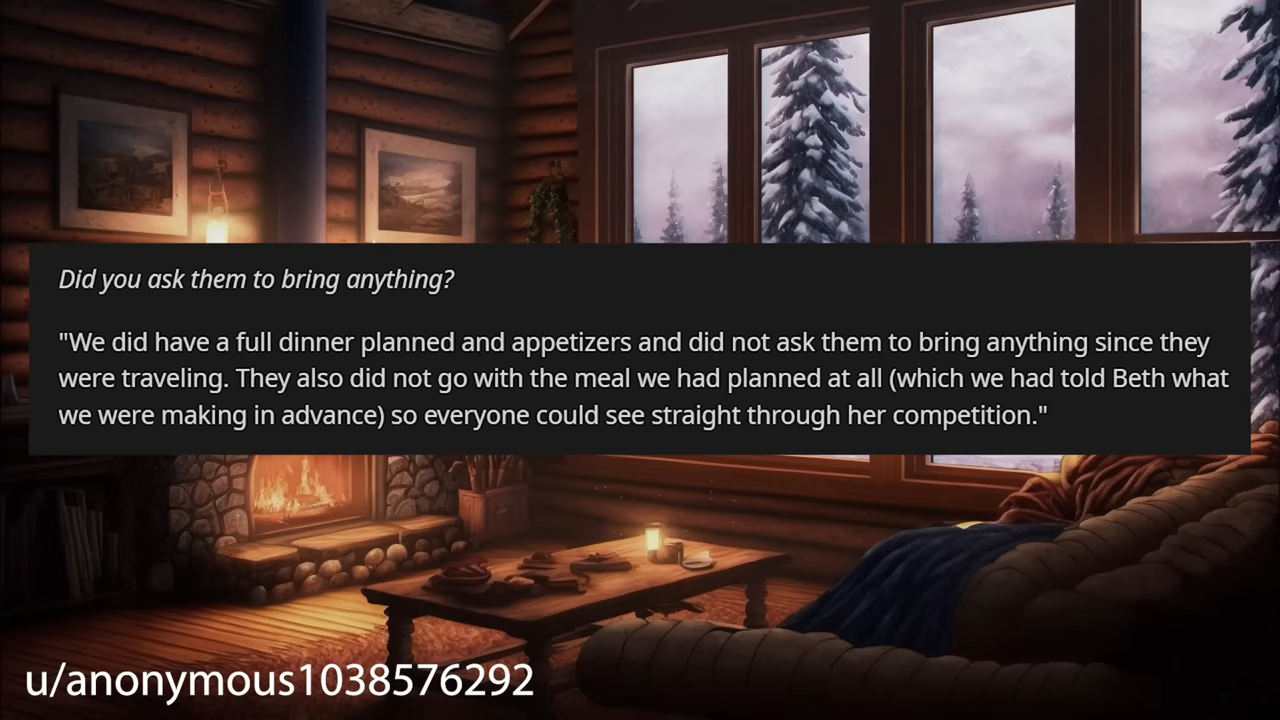 Did you ask them to bring anything?
"We did have a full dinner planned and appetizers and did not ask them to bring anything since they
were traveling. They also did not go with the meal we had planned at all (which we had told Beth what
we were making in advance) so everyone could see straight through her competition."
u/anonymous1038576292